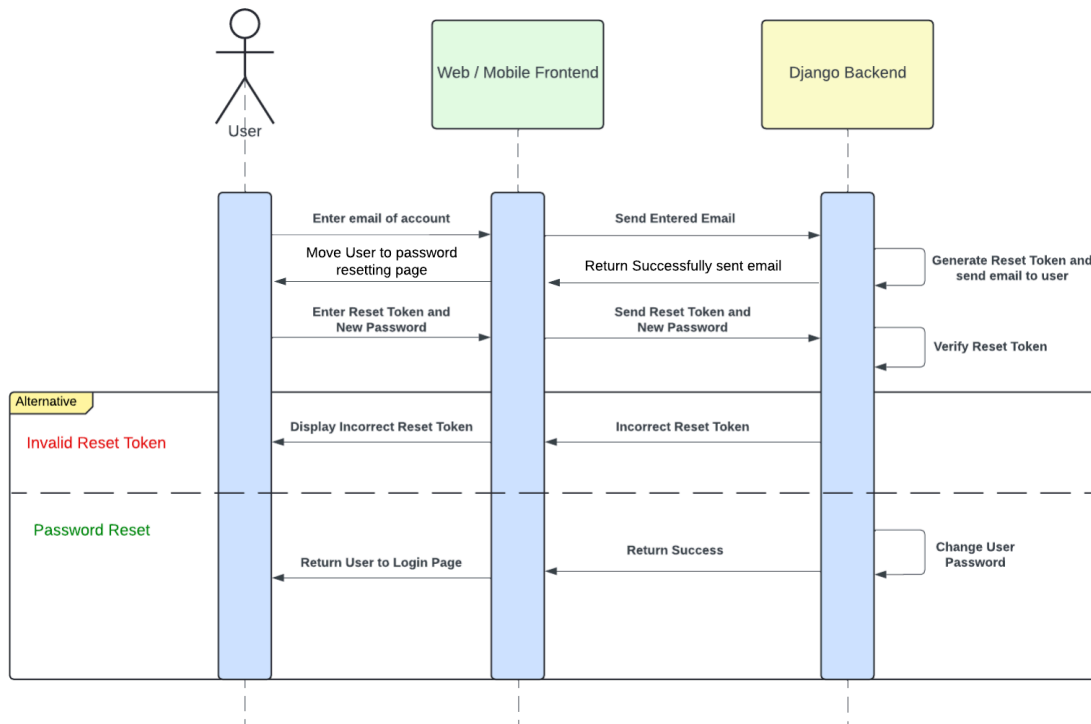 User
Web / Mobile Frontend
Django Backend
Enter email of account
Send Entered Email
Move User to password
resetting page
Return Successfully sent email
Generate Reset Token and
send email to user
Enter Reset Token and
New Password
Send Reset Token and
New Password
Verify Reset Token
Alternative
Invalid Reset Token
Display Incorrect Reset Token
Incorrect Reset Token
Password Reset
Change User
Password
Return Success
Return User to Login Page